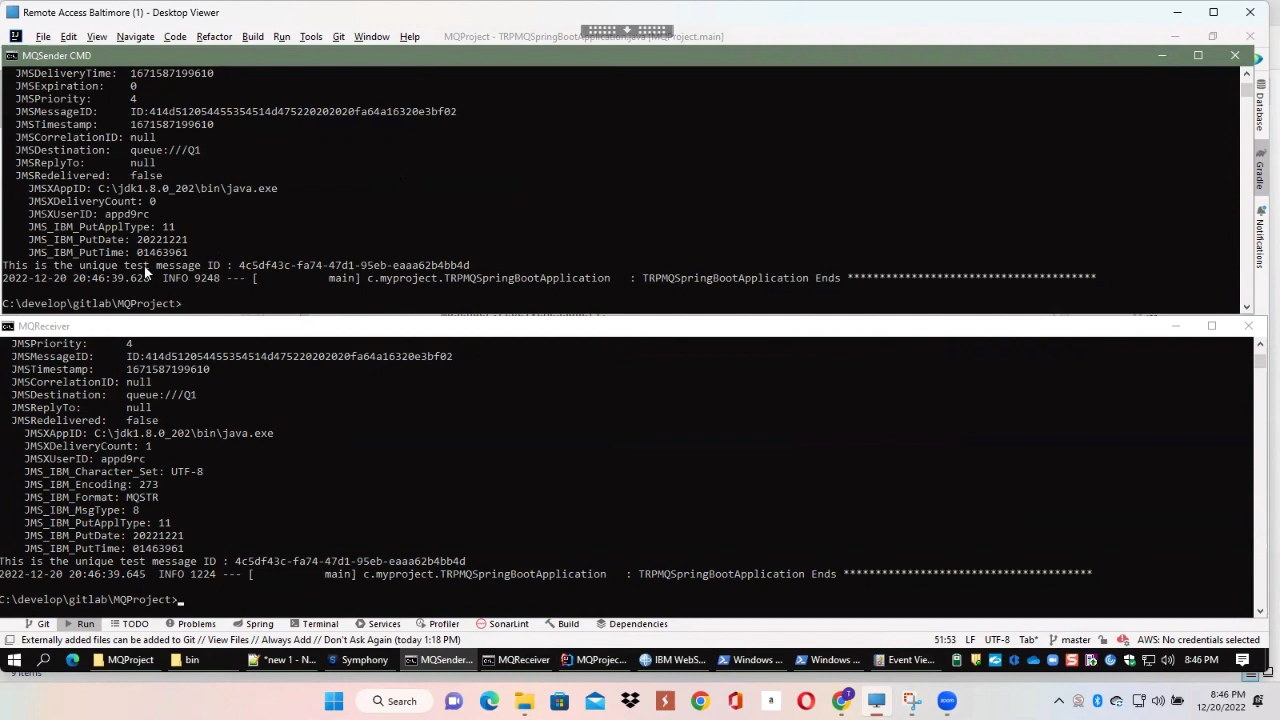 Remote Access Baltimore (1) - Desktop Viewer
File Edit View Navigate Code Refactor Build Run Tools Git Window Help MQProject - TRPMQSpringBootApplication.java [MQProject.main]
MQSender CMD
JMSDeliveryTime: 1671587199610
JMSExpiration: 0
JMSPriority: 4
JMSMessageID: ID:414d512054455354514d475220202020fa64a16320e3bf02
JMSTimestamp: 1671587199610
JMSCorrelationID: null
JMSDestination: queue:///Q1
JMSReplyTo: null
JMSRedelivered: false
JMSXAppID: C:\jdk1.8.0_202\bin\java.exe
JMSXDeliveryCount: 0
JMSXUserID: appd9rc
JMS_IBM_PutApplType: 11
JMS_IBM_PutDate: 20221221
JMS_IBM_PutTime: 01463961
This is the unique test message ID : 4c5df43c-fa74-47d1-95eb-eaaa62b4bb4d
2022-12-20 20:46:39.626 INFO 9248 --- [ main] c.myproject.TRPMQSpringBootApplication : TRPMQSpringBootApplication Ends ***************************************
C:\develop\gitlab\MQProject>
Database
Gradle
Notifications
MQReceiver
JMSPriority: 4
JMSMessageID: ID:414d512054455354514d475220202020fa64a16320e3bf02
JMSTimestamp: 1671587199610
JMSCorrelationID: null
JMSDestination: queue:///Q1
JMSReplyTo: null
JMSRedelivered: false
JMSXAppID: C:\jdk1.8.0_202\bin\java.exe
JMSXDeliveryCount: 1
JMSXUserID: appd9rc
JMS_IBM_Character_Set: UTF-8
JMS_IBM_Encoding: 273
JMS_IBM_Format: MQSTR
JMS_IBM_MsgType: 8
JMS_IBM_PutApplType: 11
JMS_IBM_PutDate: 20221221
JMS_IBM_PutTime: 01463961
This is the unique test message ID : 4c5df43c-fa74-47d1-95eb-eaaa62b4bb4d
2022-12-20 20:46:39.645 INFO 1224 --- [ main] c.myproject.TRPMQSpringBootApplication : TRPMQSpringBootApplication Ends ***************************************
C:\develop\gitlab\MQProject>
Git Run TODO Problems Spring Terminal Services Profiler SonarLint Build Dependencies
Externally added files can be added to Git // View Files // Always Add // Don't Ask Again (today 1:18 PM) 51:53 LF UTF-8 Tab* master AWS: No credentials selected
MQProject bin *new 1 - N... Symphony MQSender... MQReceiver MQProjec... IBM WebS... Windows ... Windows ... Event View... 8:46 PM
Search
8:46 PM
12/20/2022